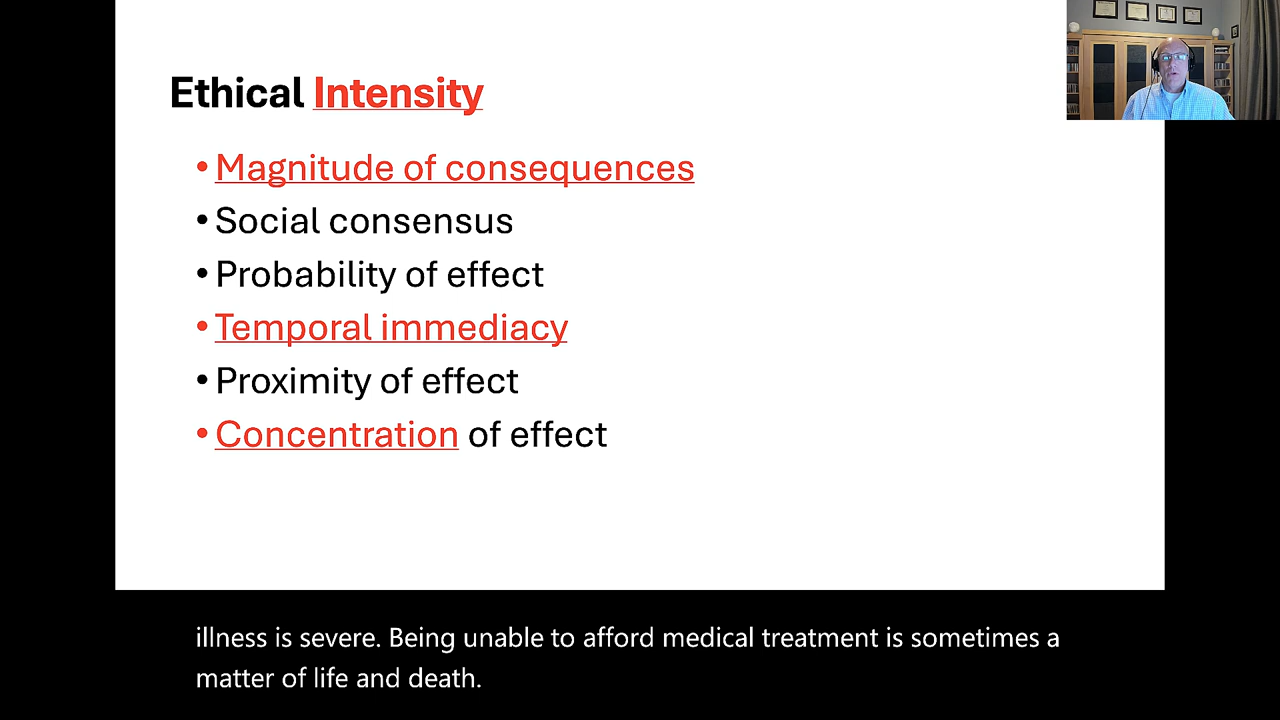 Ethical Intensity
• Magnitude of consequences
• Social consensus
• Probability of effect
• Temporal immediacy
• Proximity of effect
• Concentration of effect
illness is severe. Being unable to afford medical treatment is sometimes a
matter of life and death.